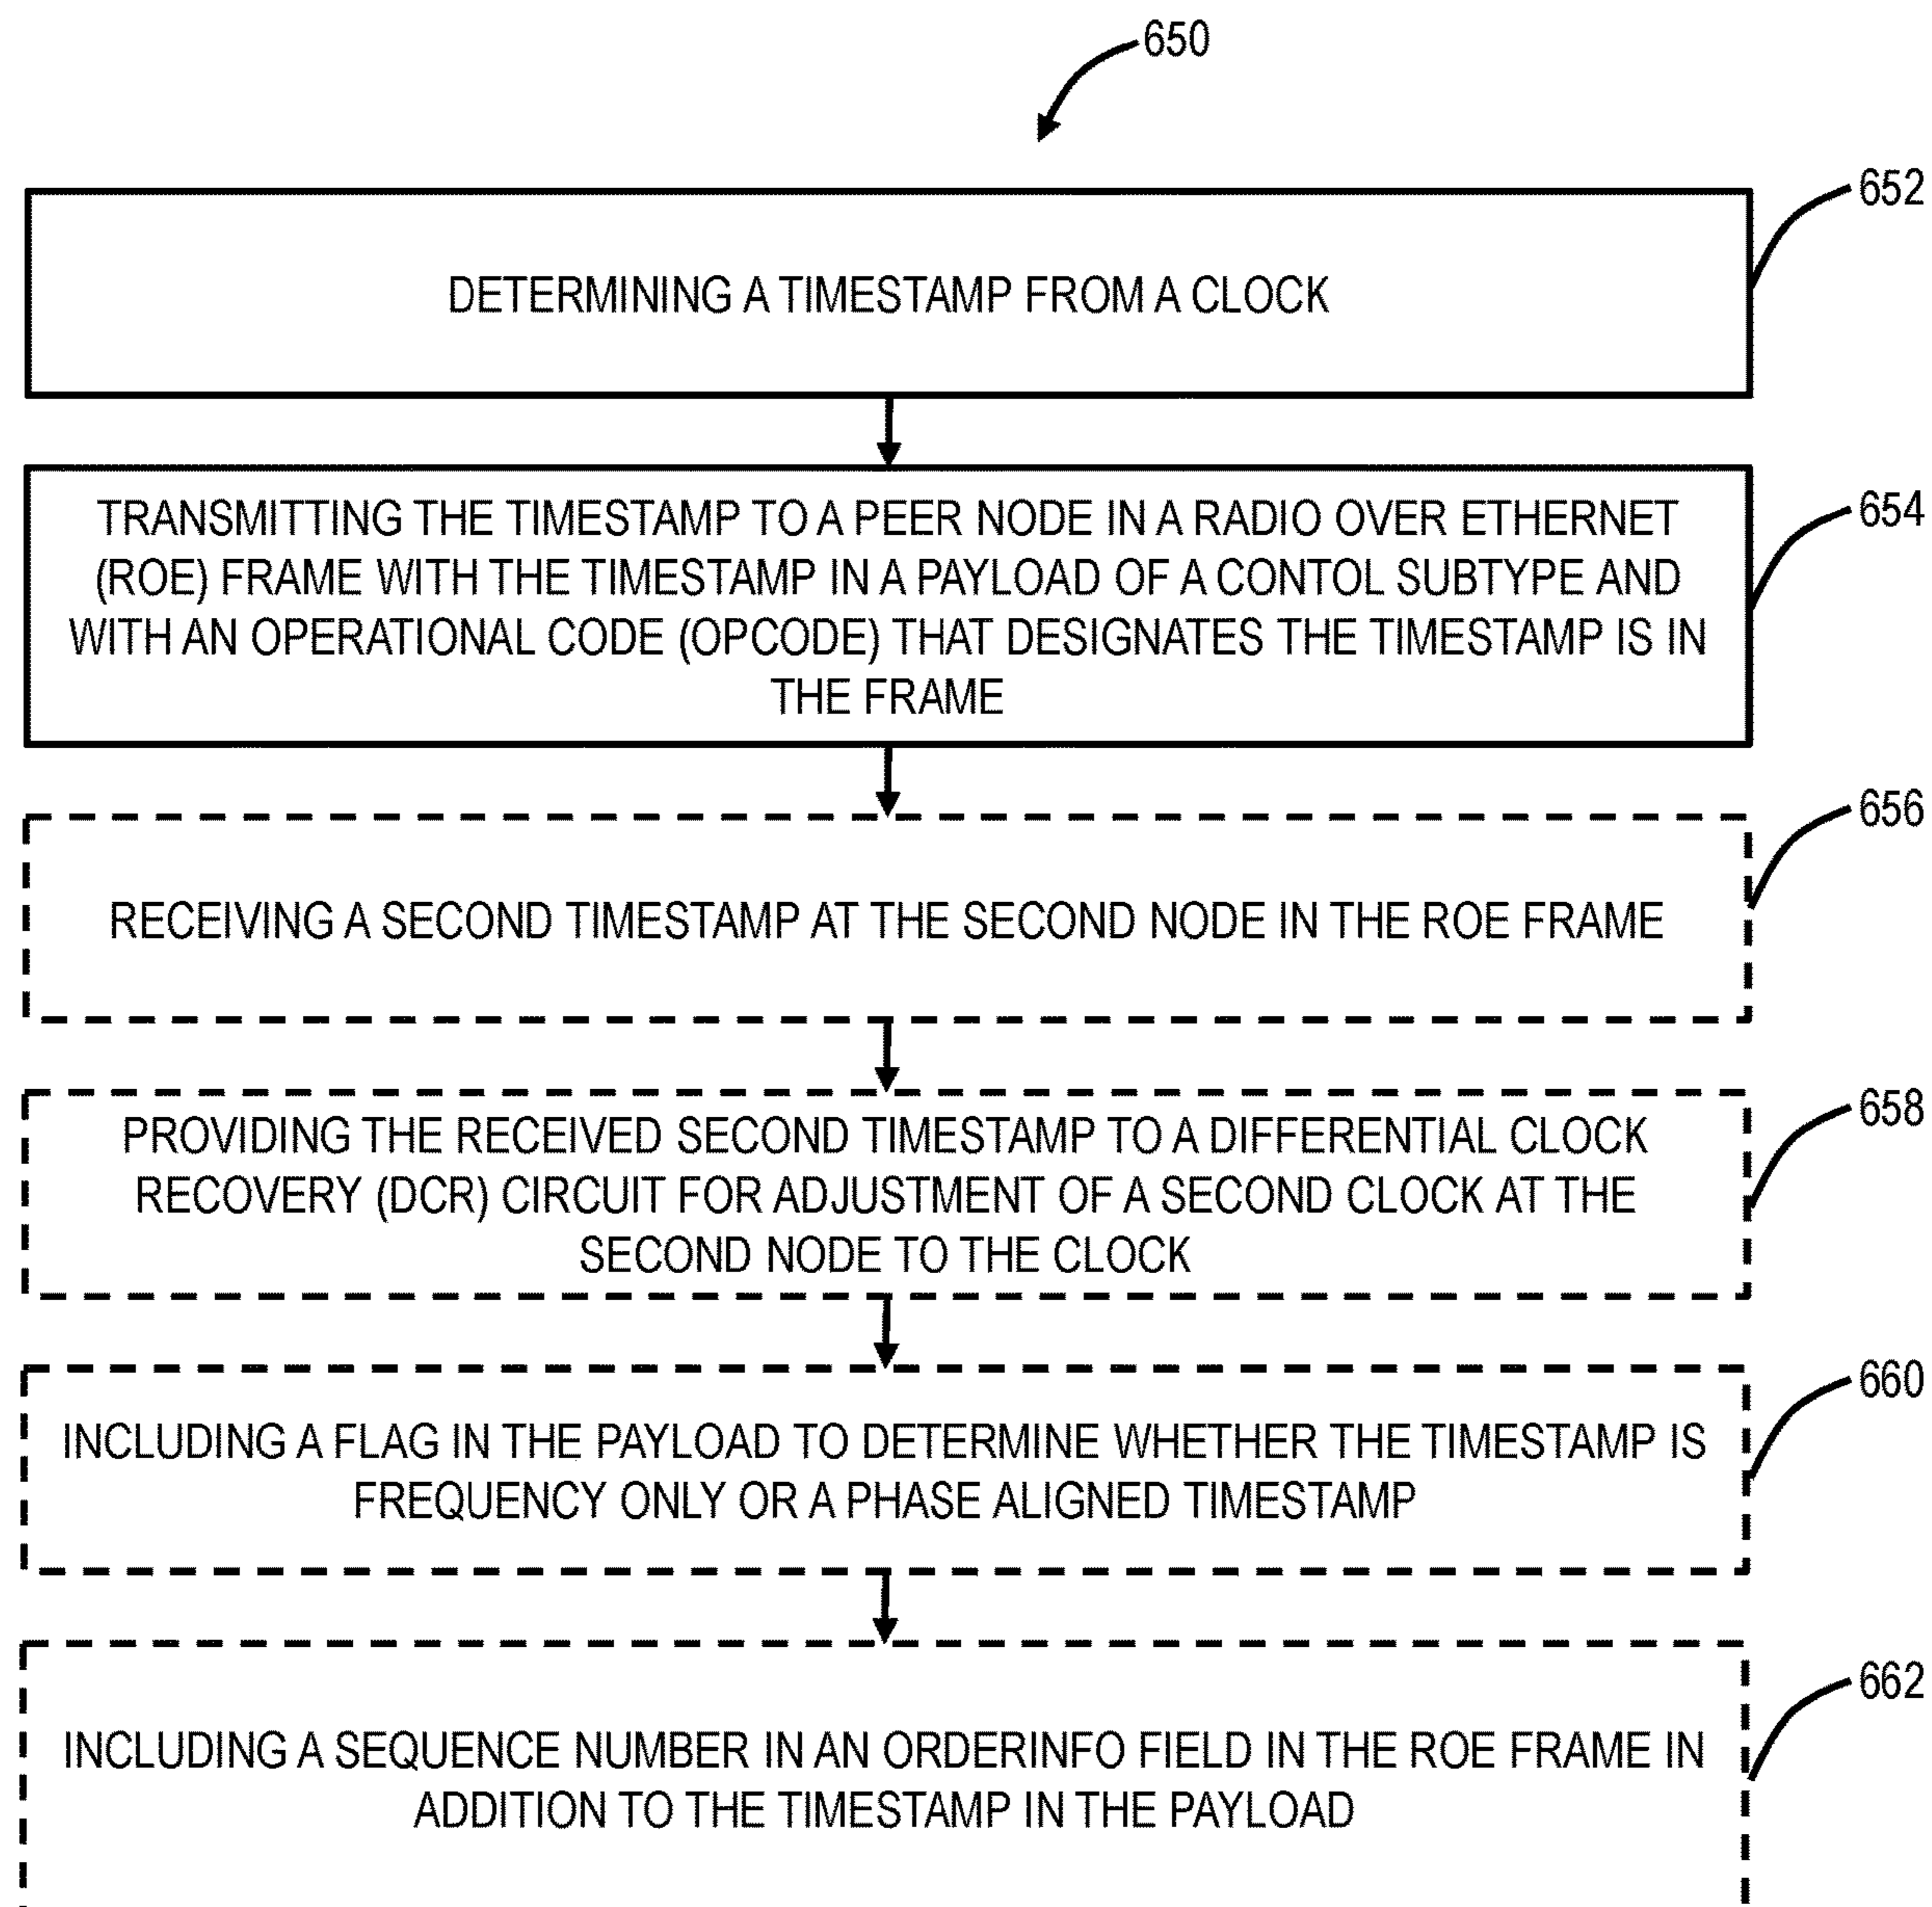 650
652
DETERMINING A TIMESTAMP FROM A CLOCK
654
TRANSMITTING THE TIMESTAMP TO A PEER NODE IN A RADIO OVER ETHERNET
(ROE) FRAME WITH THE TIMESTAMP IN A PAYLOAD OF A CONTOL SUBTYPE AND
WITH AN OPERATIONAL CODE (OPCODE) THAT DESIGNATES THE TIMESTAMP IS IN
THE FRAME
656
RECEIVING A SECOND TIMESTAMP AT THE SECOND NODE IN THE ROE FRAME
658
PROVIDING THE RECEIVED SECOND TIMESTAMP TO A DIFFERENTIAL CLOCK
RECOVERY (DCR) CIRCUIT FOR ADJUSTMENT OF A SECOND CLOCK AT THE
SECOND NODE TO THE CLOCK
660
INCLUDING A FLAG IN THE PAYLOAD TO DETERMINE WHETHER THE TIMESTAMP IS
FREQUENCY ONLY OR A PHASE ALIGNED TIMESTAMP
662
INCLUDING A SEQUENCE NUMBER IN AN ORDERINFO FIELD IN THE ROE FRAME IN
ADDITION TO THE TIMESTAMP IN THE PAYLOAD